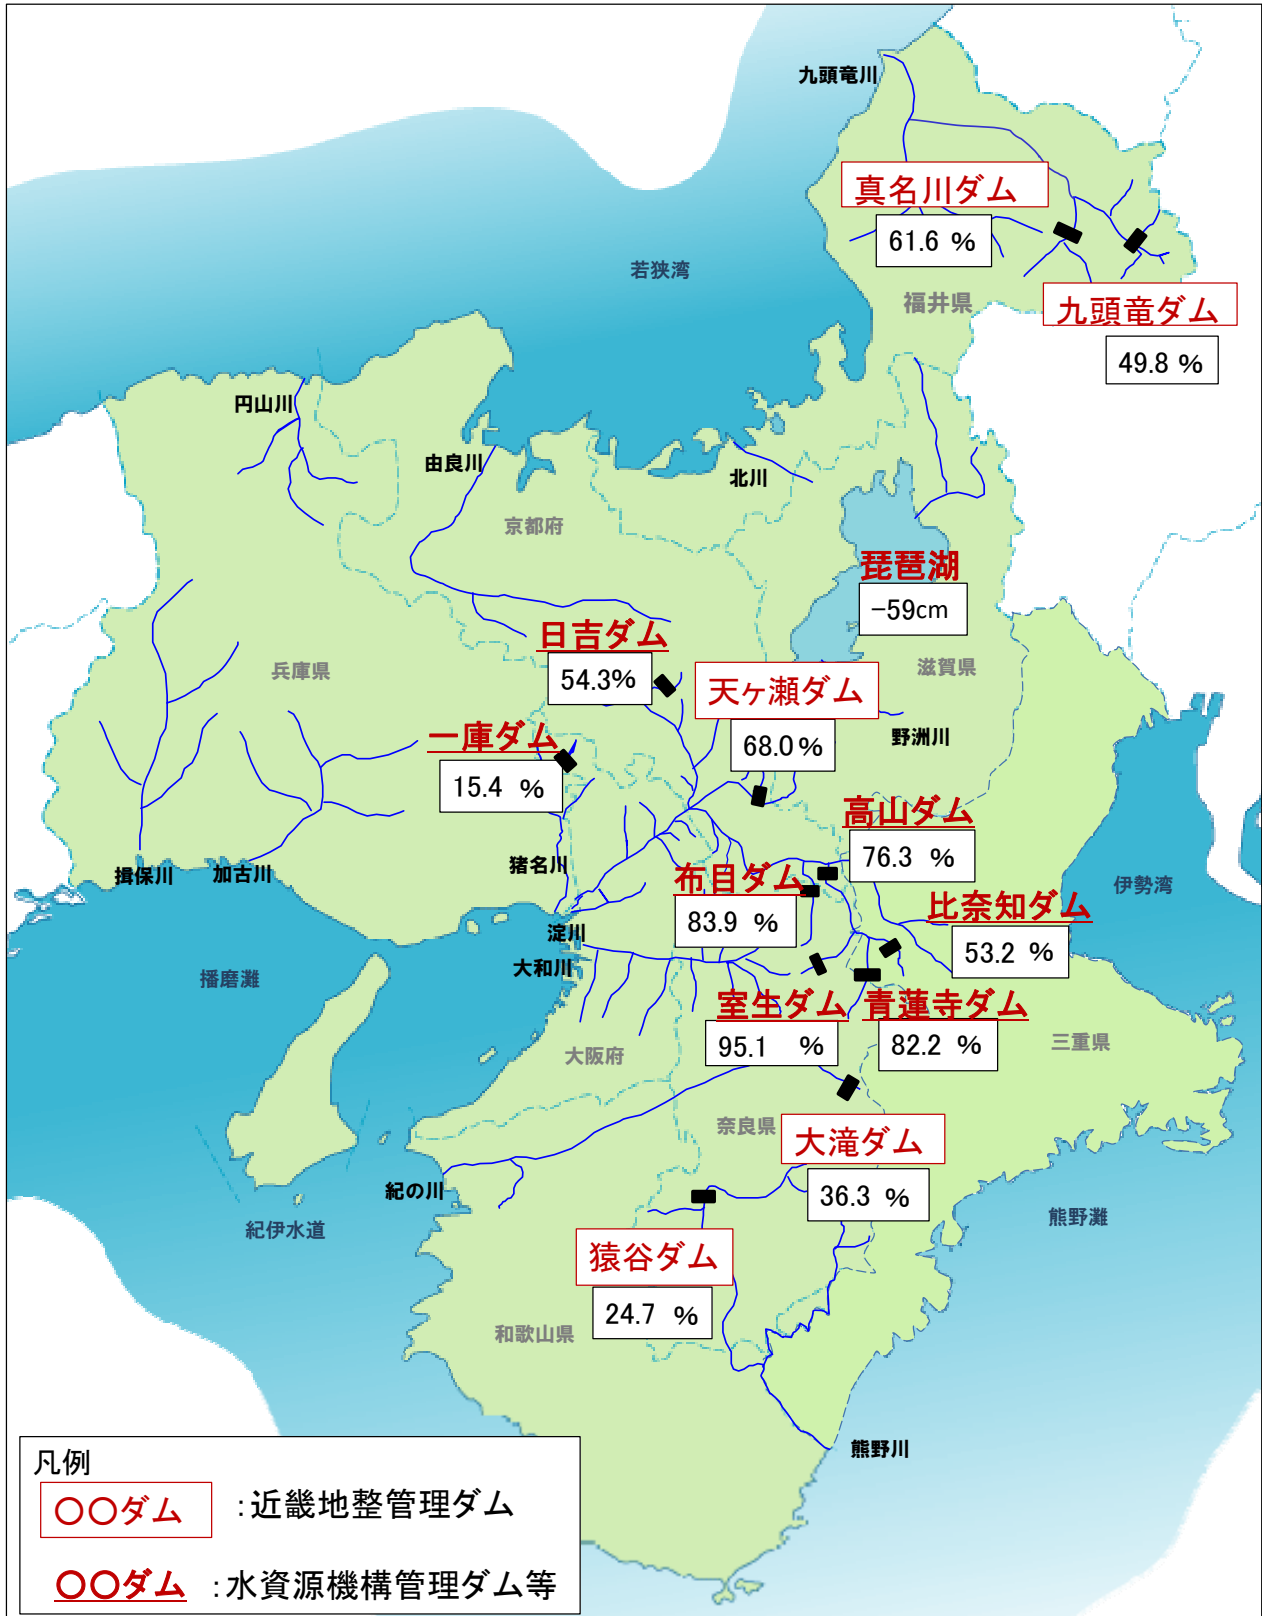 九頭竜川
真名川ダム
61.6 %
若狭湾
福井県
九頭竜ダム
49.8 %
円山川
由良川
北川
京都府
琵琶湖
-59cm
日吉ダム
54.3%
兵庫県
滋賀県
天ヶ瀬ダム
68.0%
野洲川
一庫ダム
15.4 %
高山ダム
76.3 %
猪名川
揖保川
加古川
布目ダム
83.9 %
伊勢湾
比奈知ダム
53.2 %
淀川
大和川
播磨灘
室生ダム
95.1 %
青蓮寺ダム
82.2 %
三重県
大阪府
奈良県
大滝ダム
36.3 %
紀の川
紀伊水道
熊野灘
猿谷ダム
24.7 %
和歌山県
熊野川
凡例
〇〇ダム :近畿地整管理ダム
〇〇ダム :水資源機構管理ダム等